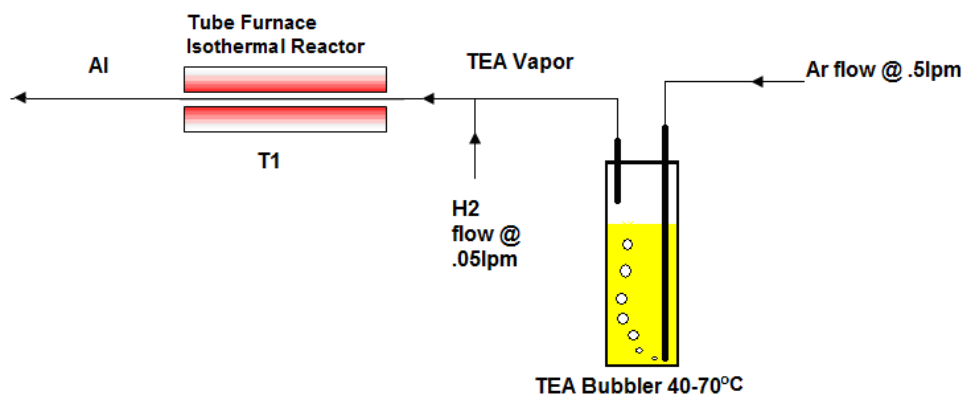 Tube Furnace
Isothermal Reactor
Al
TEA Vapor
Ar flow @ .5lpm
T1
H2
flow @
.05lpm
TEA Bubbler 40-70°C